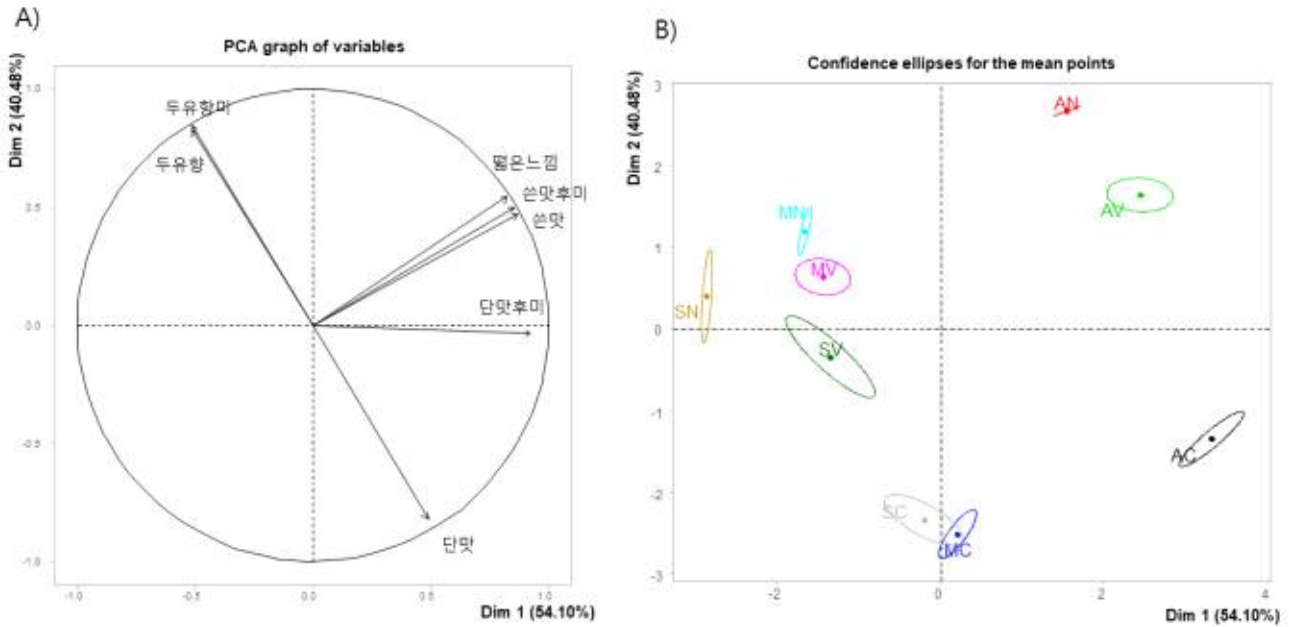 A)
PCA graph of variables
Dim 2 (40.48%)
1.0
0.5
0.0
-0.5
-1.0
두유향미
두유향
떫은느낌
쓴맛후미
쓴맛
단맛후미
단맛
-1.0 -0.5 0.0 0.5 1.0
Dim 1 (54.10%)
B)
Confidence ellipses for the mean points
Dim 2 (40.48%)
3
2
1
0
-1
-2
-3
AN
AV
MN
MV
SN
SV
AC
SC
MC
-2 0 2 4
Dim 1 (54.10%)